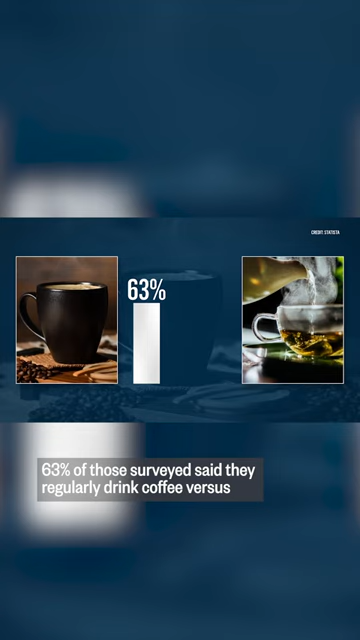 CREDIT: STATISTA
63%
63% of those surveyed said they
regularly drink coffee versus